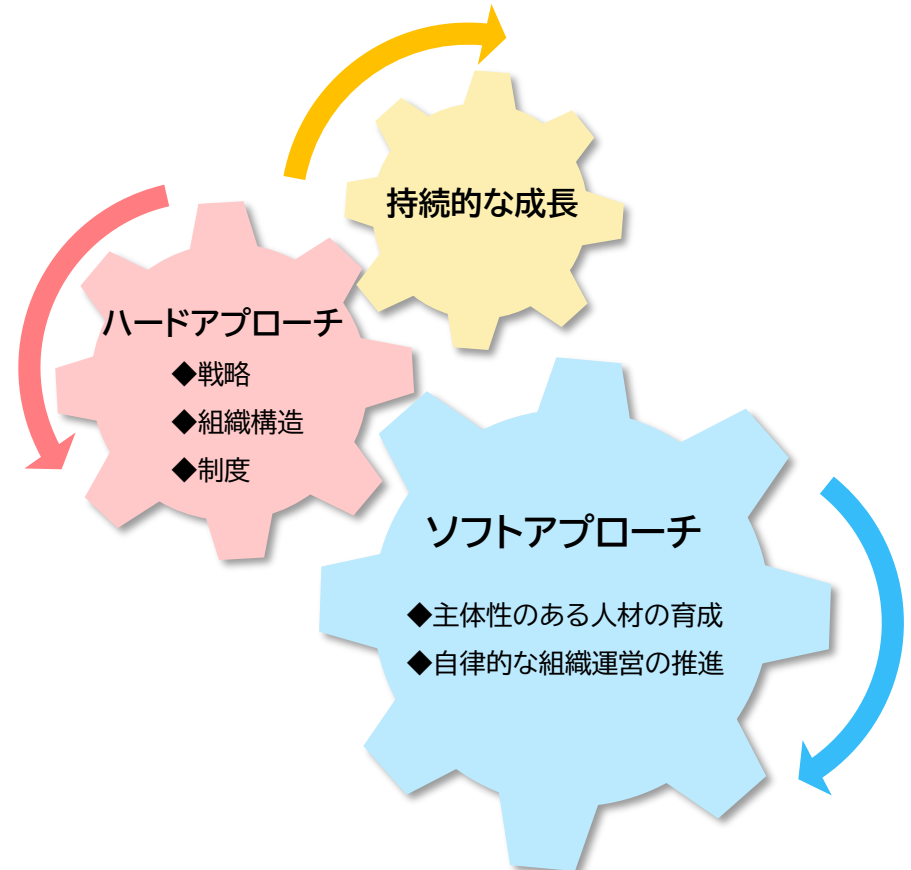 持続的な成長
ハードアプローチ
◆戦略
◆組織構造
◆制度
ソフトアプローチ
◆主体性のある人材の育成
◆自律的な組織運営の推進